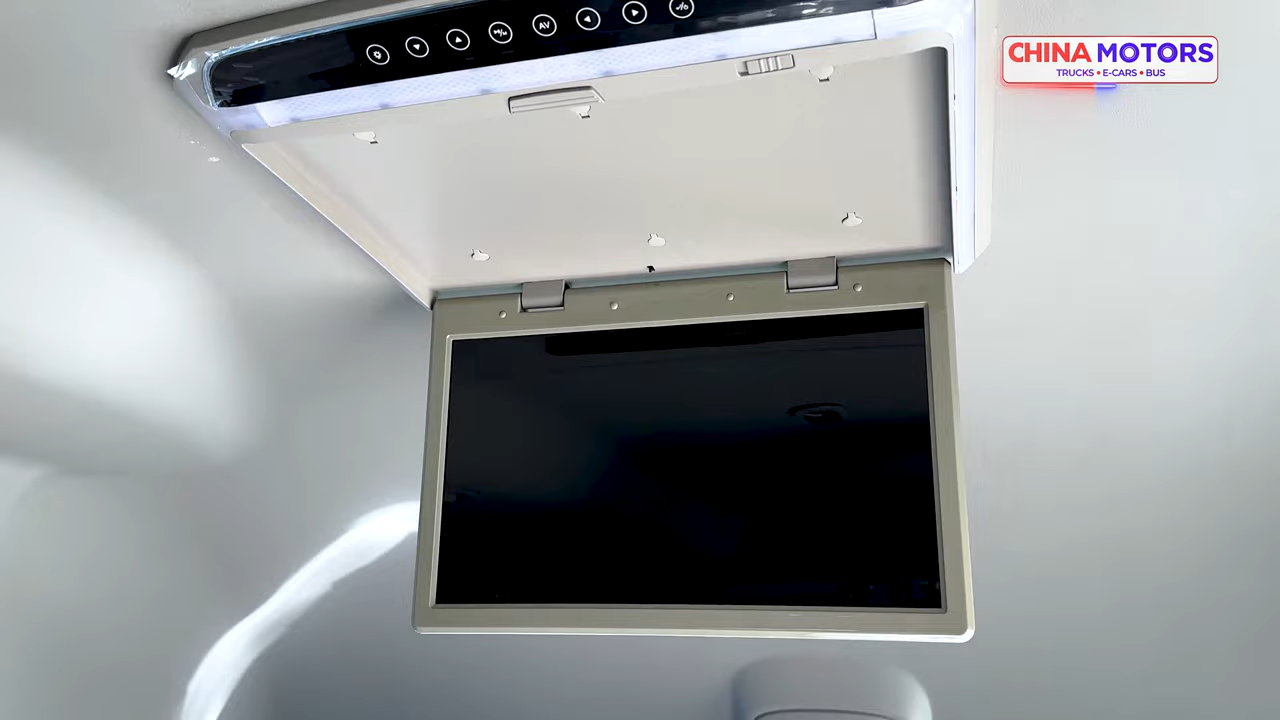 AV
CHINA MOTORS
TRUCKS • E-CARS • BUS